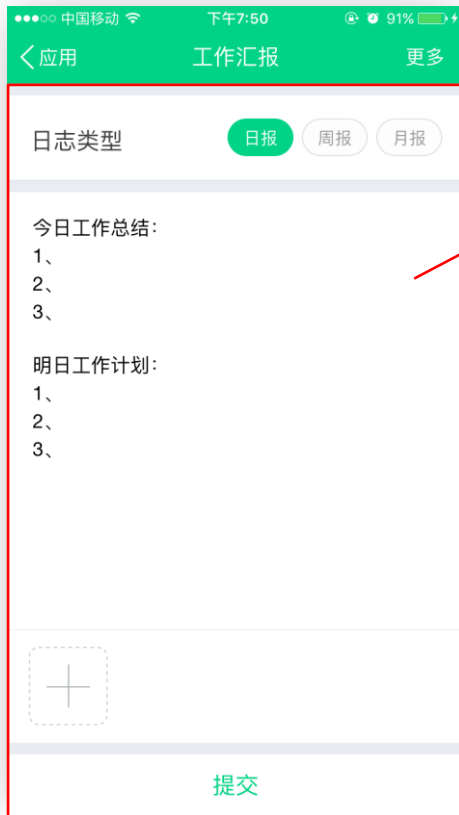 中国移动 下午7:50 91%
应用 工作汇报 更多
日志类型 日报 周报 月报
今日工作总结：
1、
2、
3、
明日工作计划：
1、
2、
3、
提交